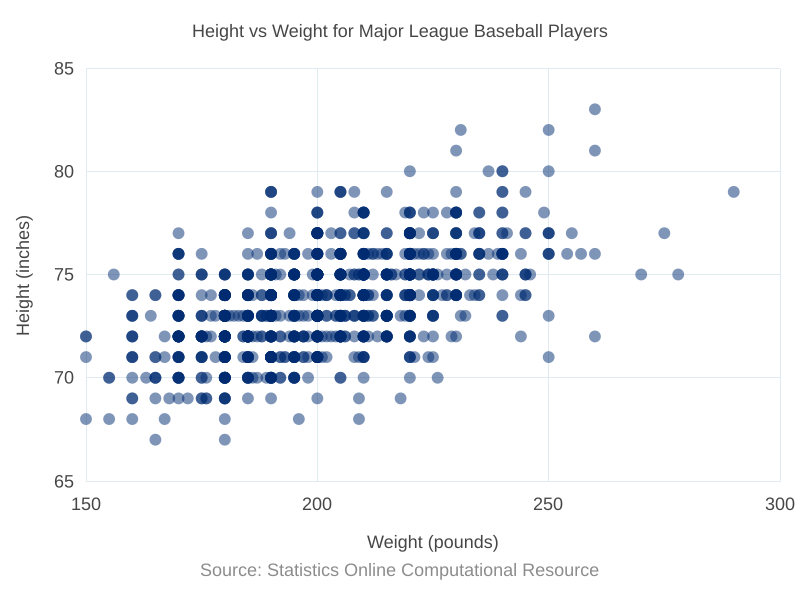 Height vs Weight for Major League Baseball Players
85
80
75
70
65
Height (inches)
150
200
250
300
Weight (pounds)
Source: Statistics Online Computational Resource